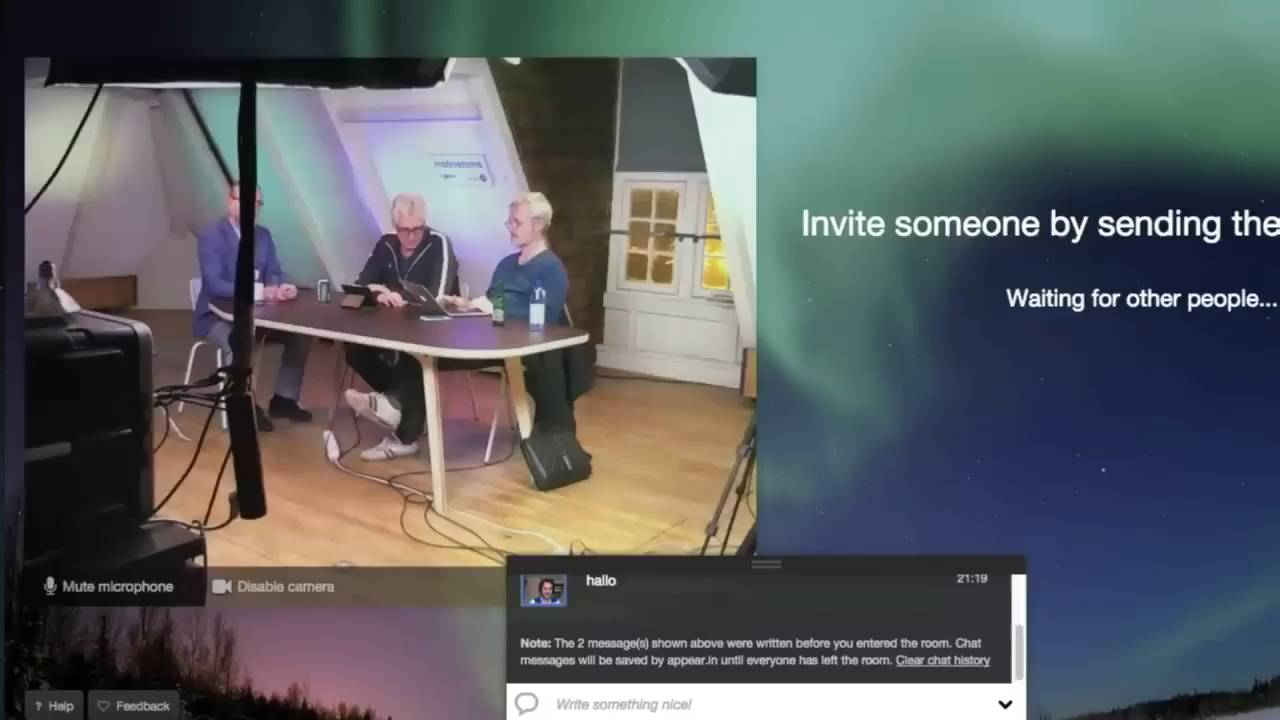 Invite someone by sending the
Waiting for other people...
Mute microphone
Disable camera
hallo
21:19
Note: The 2 message(s) shown above were written before you entered the room. Chat
messages will be saved by appear.in until everyone has left the room. Clear chat history
Write something nice!
? Help
Feedback